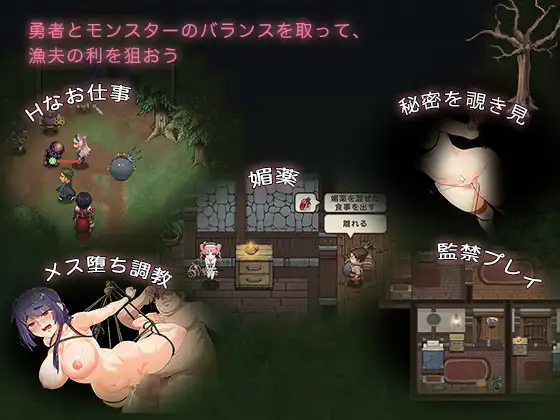 勇者とモンスターのバランスを取って、
漁夫の利を狙おう
Hなお仕事
秘密を覗き見
媚薬
媚薬を混ぜた
食事を出す
離れる
メス堕ち調教
監禁プレイ